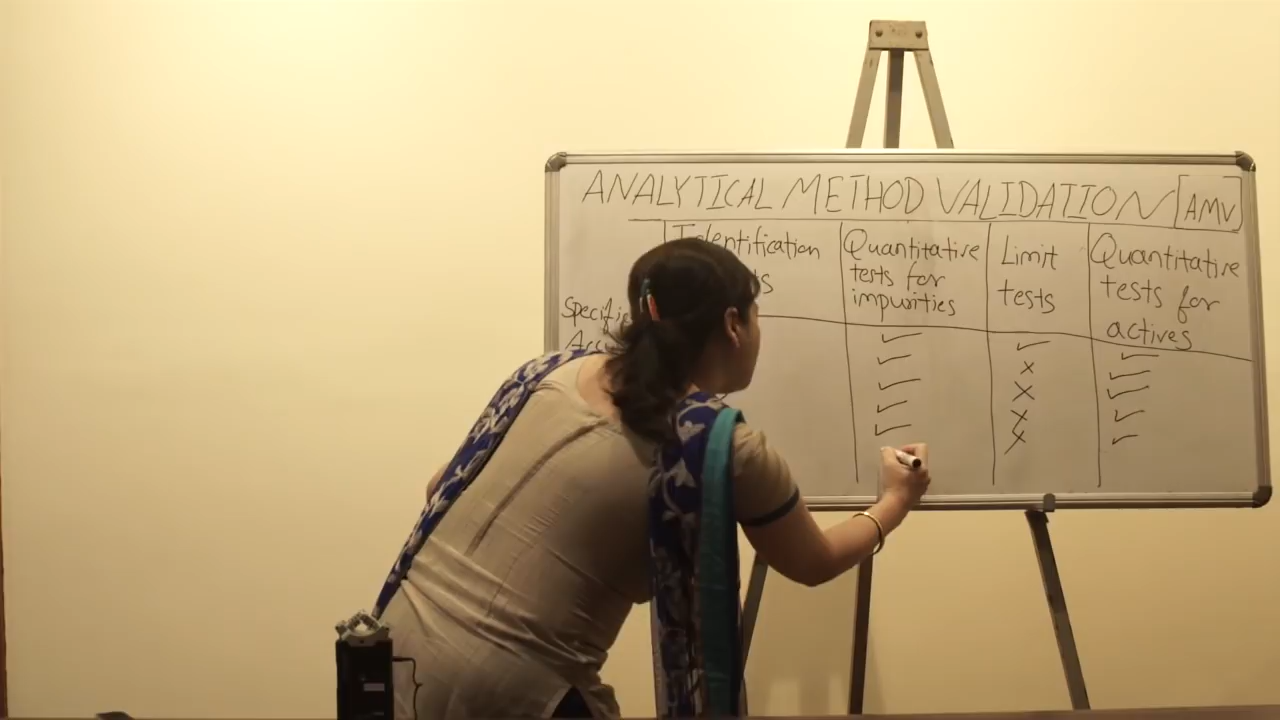 ANALYTICAL METHOD VALIDATION [AMV]
Identification
Quantitative
tests for
impurities
Limit
tests
Quantitative
tests for
actives
✓ ✓ ✓
✓ x ✓
✓ x ✓
✓ x ✓
✓ x ✓